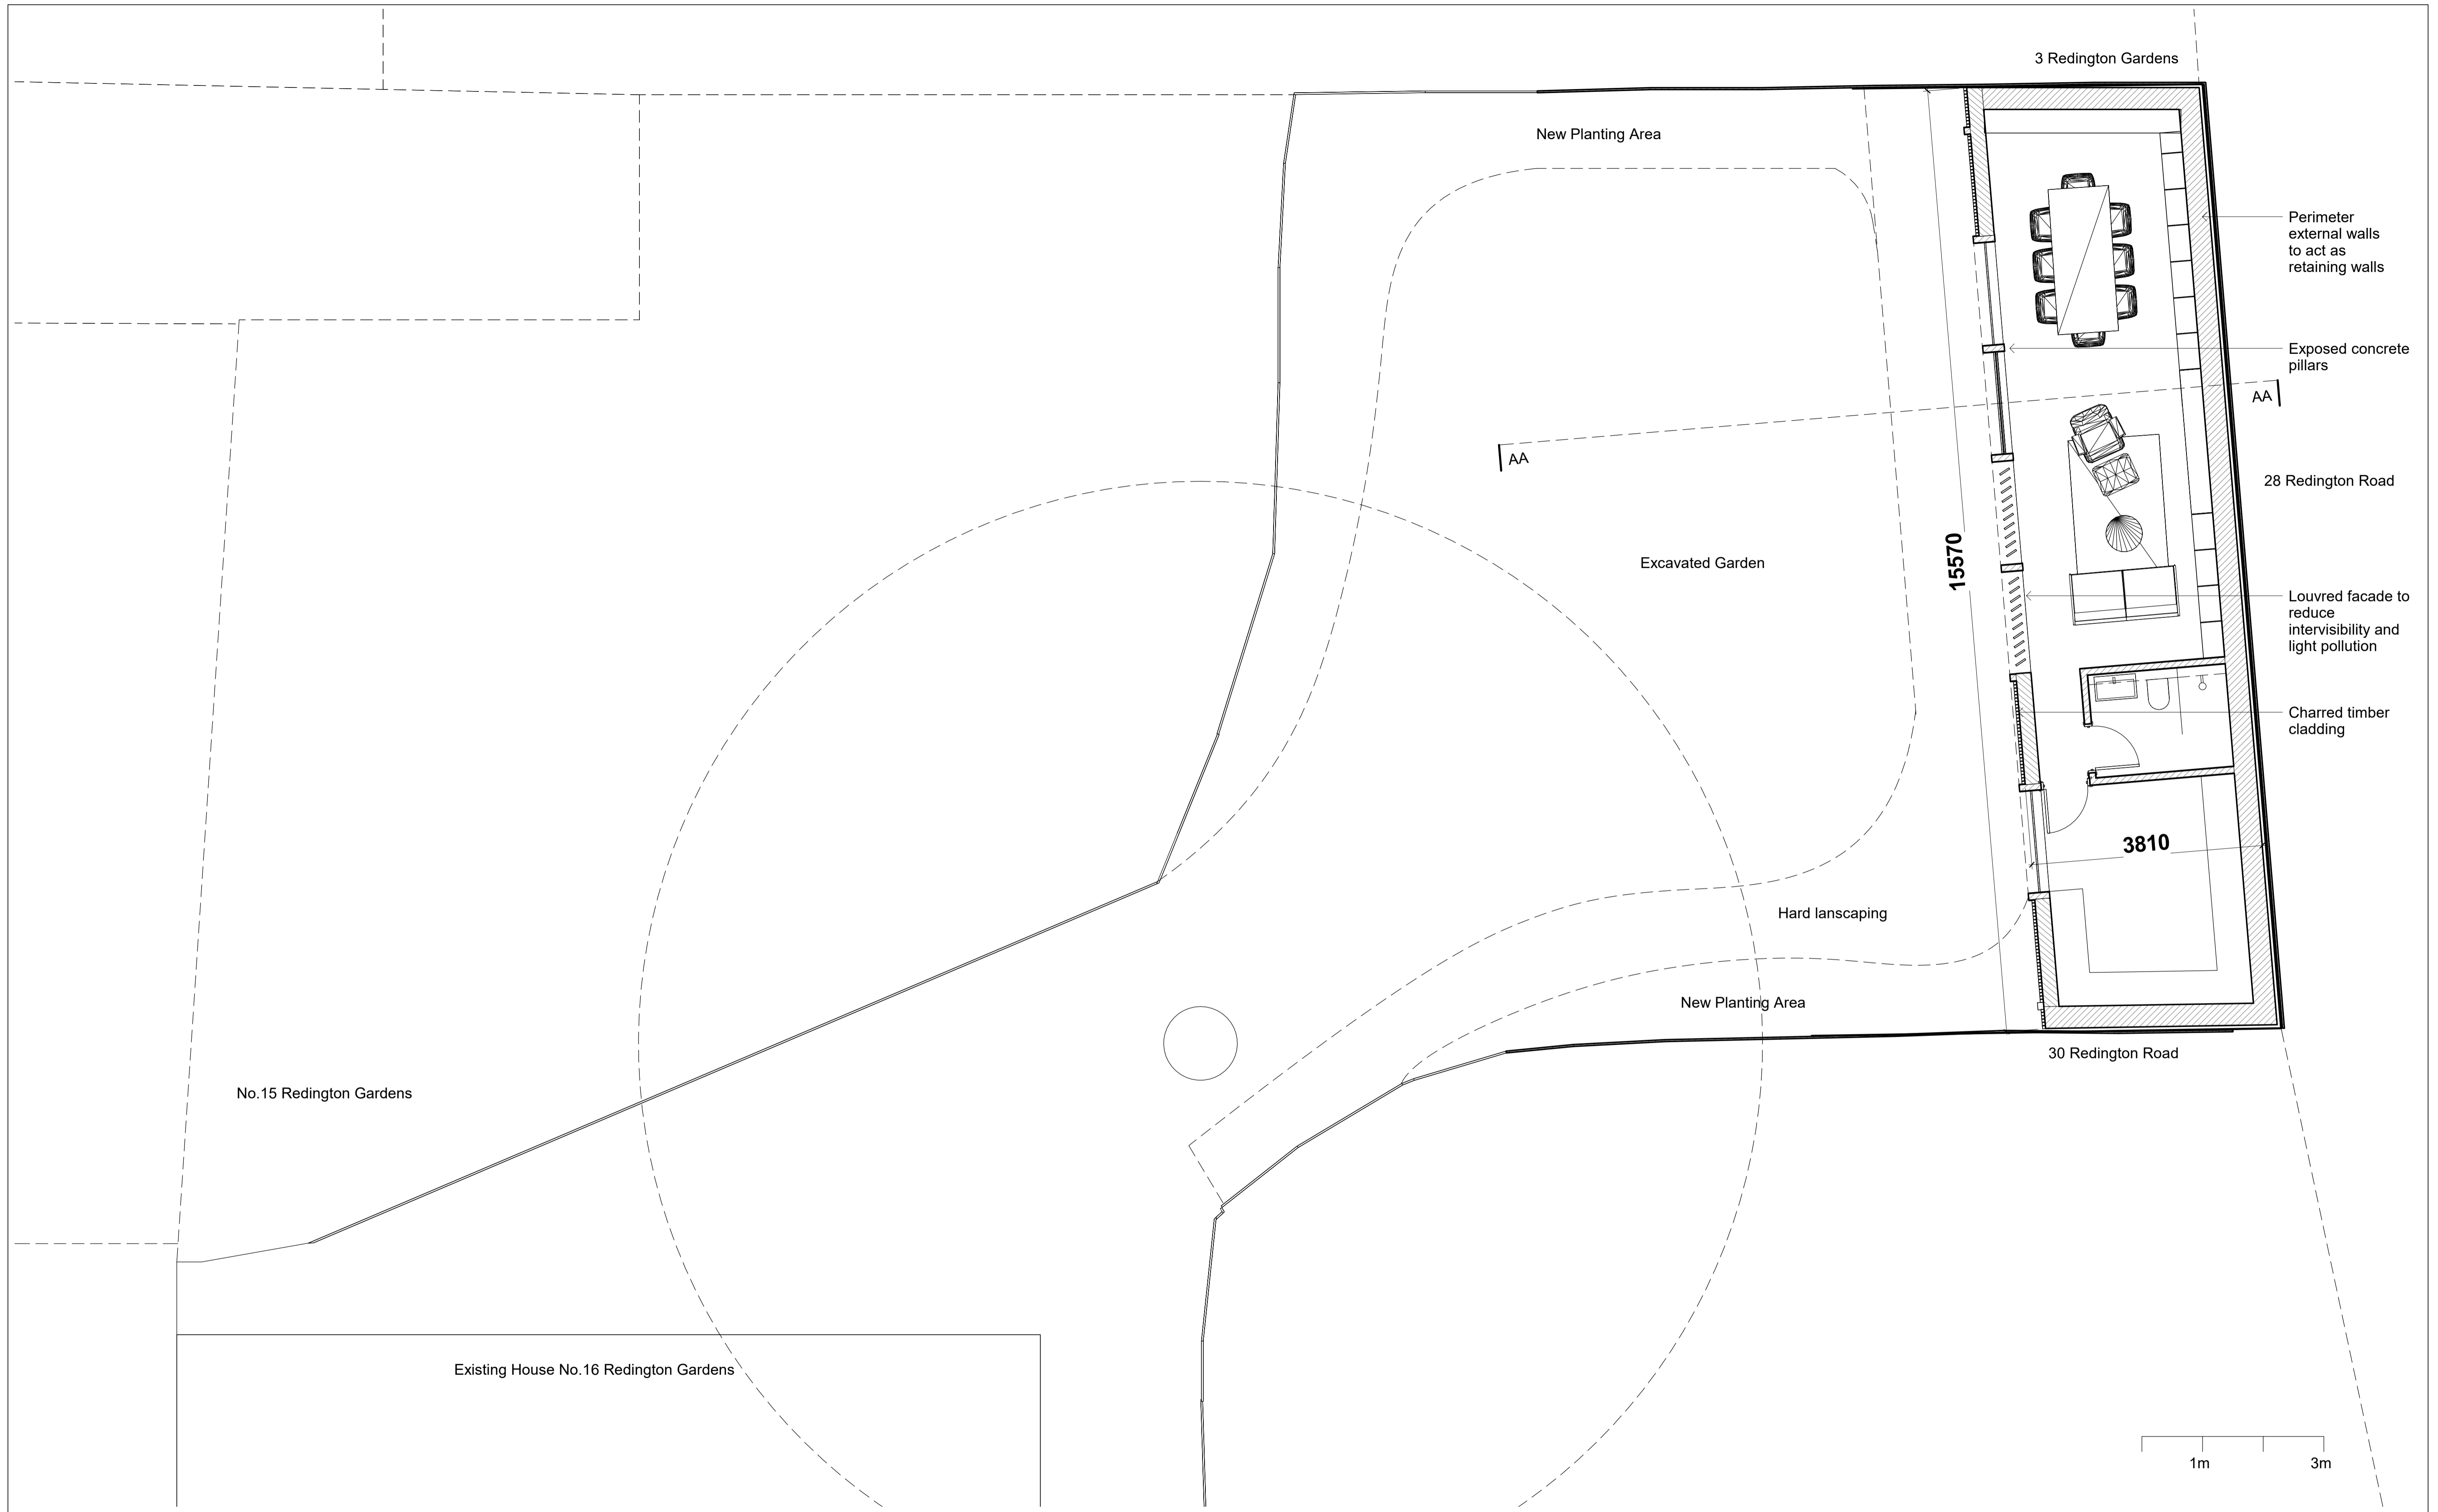 3 Redington Gardens
New Planting Area
Perimeter
external walls
to act as
retaining walls
Exposed concrete
pillars
AA
AA
28 Redington Road
15570
Excavated Garden
Louvred facade to
reduce
intervisibility and
light pollution
Charred timber
cladding
3810
Hard lanscaping
New Planting Area
30 Redington Road
No.15 Redington Gardens
Existing House No.16 Redington Gardens
1m
3m